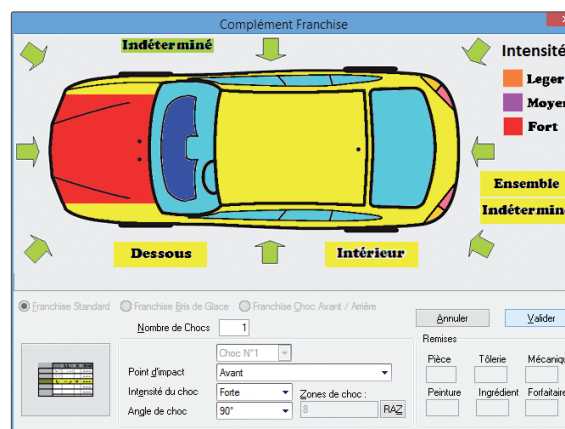 Complément Franchise
Indéterminé
Intensité
Leger
Moyen
Fort
Ensemble
Indéterminé
Dessous
Intérieur
Franchise Standard
Franchise Bris de Glace
Franchise Choc Avant / Arrière
Annuler
Valider
Nombre de Chocs
1
Remises
Choc N°1
Pièce
Tôlerie
Mécaniqu
Point d'impact
Avant
Intensité du choc
Forte
Zones de choc :
Peinture
Ingrédient
Forfaitaire
Angle de choc
90°
8
RAZ